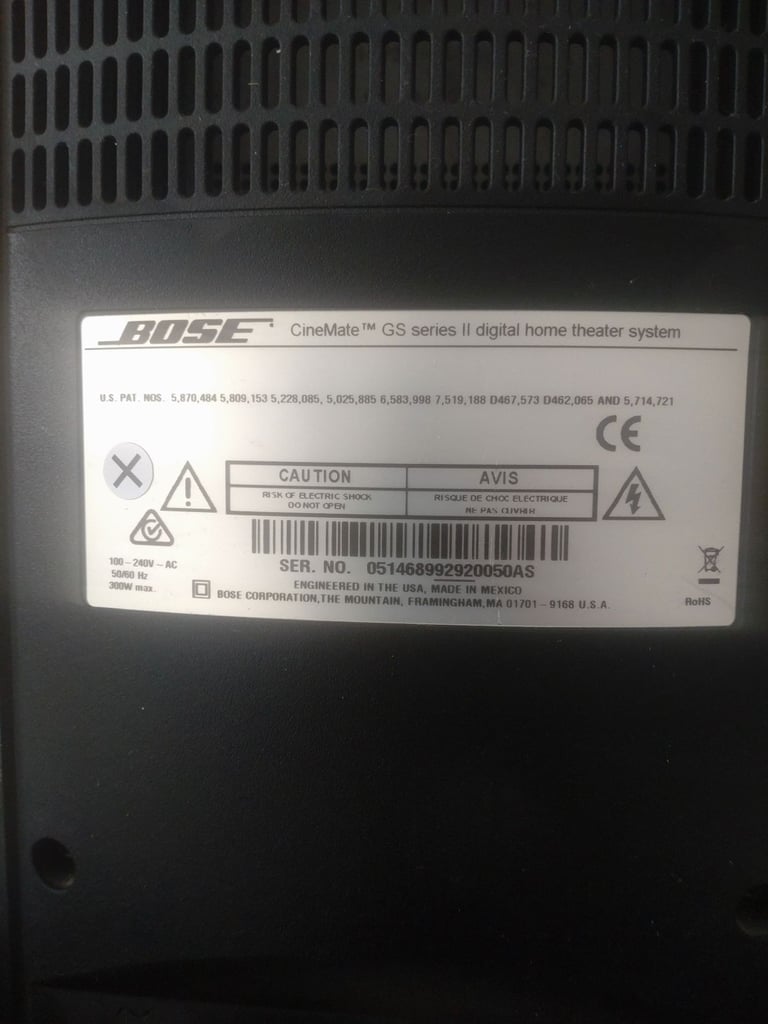 BOSE CineMate™ GS series II digital home theater system
U.S. PAT. NOS. 5,870,484 5,809,153 5,228,085, 5,025,885 6,583,998 7,519,188 D467,573 D462,065 AND 5,714,721
CE
CAUTION AVIS
RISK OF ELECTRIC SHOCK
DO NOT OPEN
RISQUE DE CHOC ELECTRIQUE
NE PAS OUVRIR
100 – 240V – AC
50/60 Hz
300W max.
SER. NO. 051468992920050AS
ENGINEERED IN THE USA, MADE IN MEXICO
BOSE CORPORATION,THE MOUNTAIN, FRAMINGHAM,MA 01701 – 9168 U.S.A.
RoHS